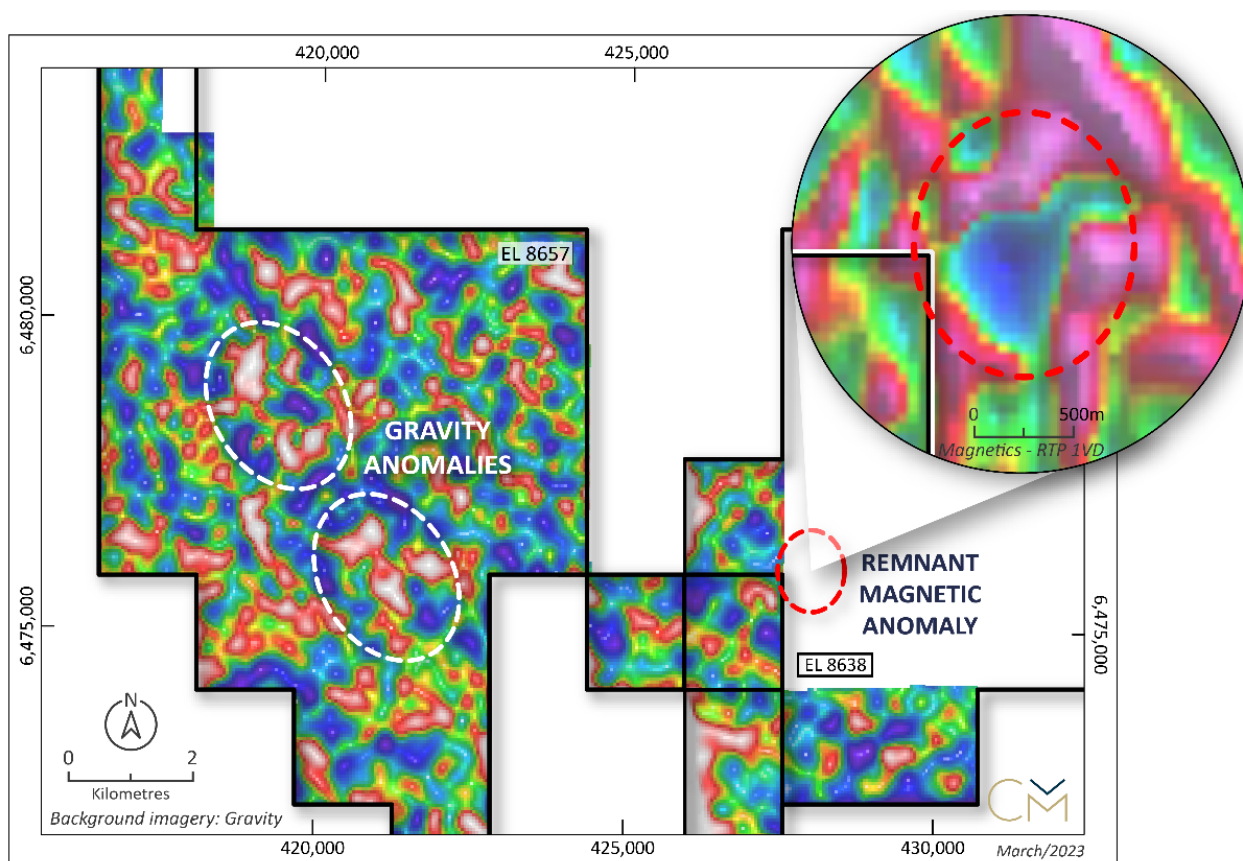 420,000
425,000
EL 8657
6,480,000
GRAVITY
ANOMALIES
0
500m
Magnetics - RTP 1VD
REMNANT
MAGNETIC
ANOMALY
6,475,000
6,475,000
EL 8638
N
0
2
Kilometres
Background imagery: Gravity
CM
420,000
425,000
430,000
March/2023